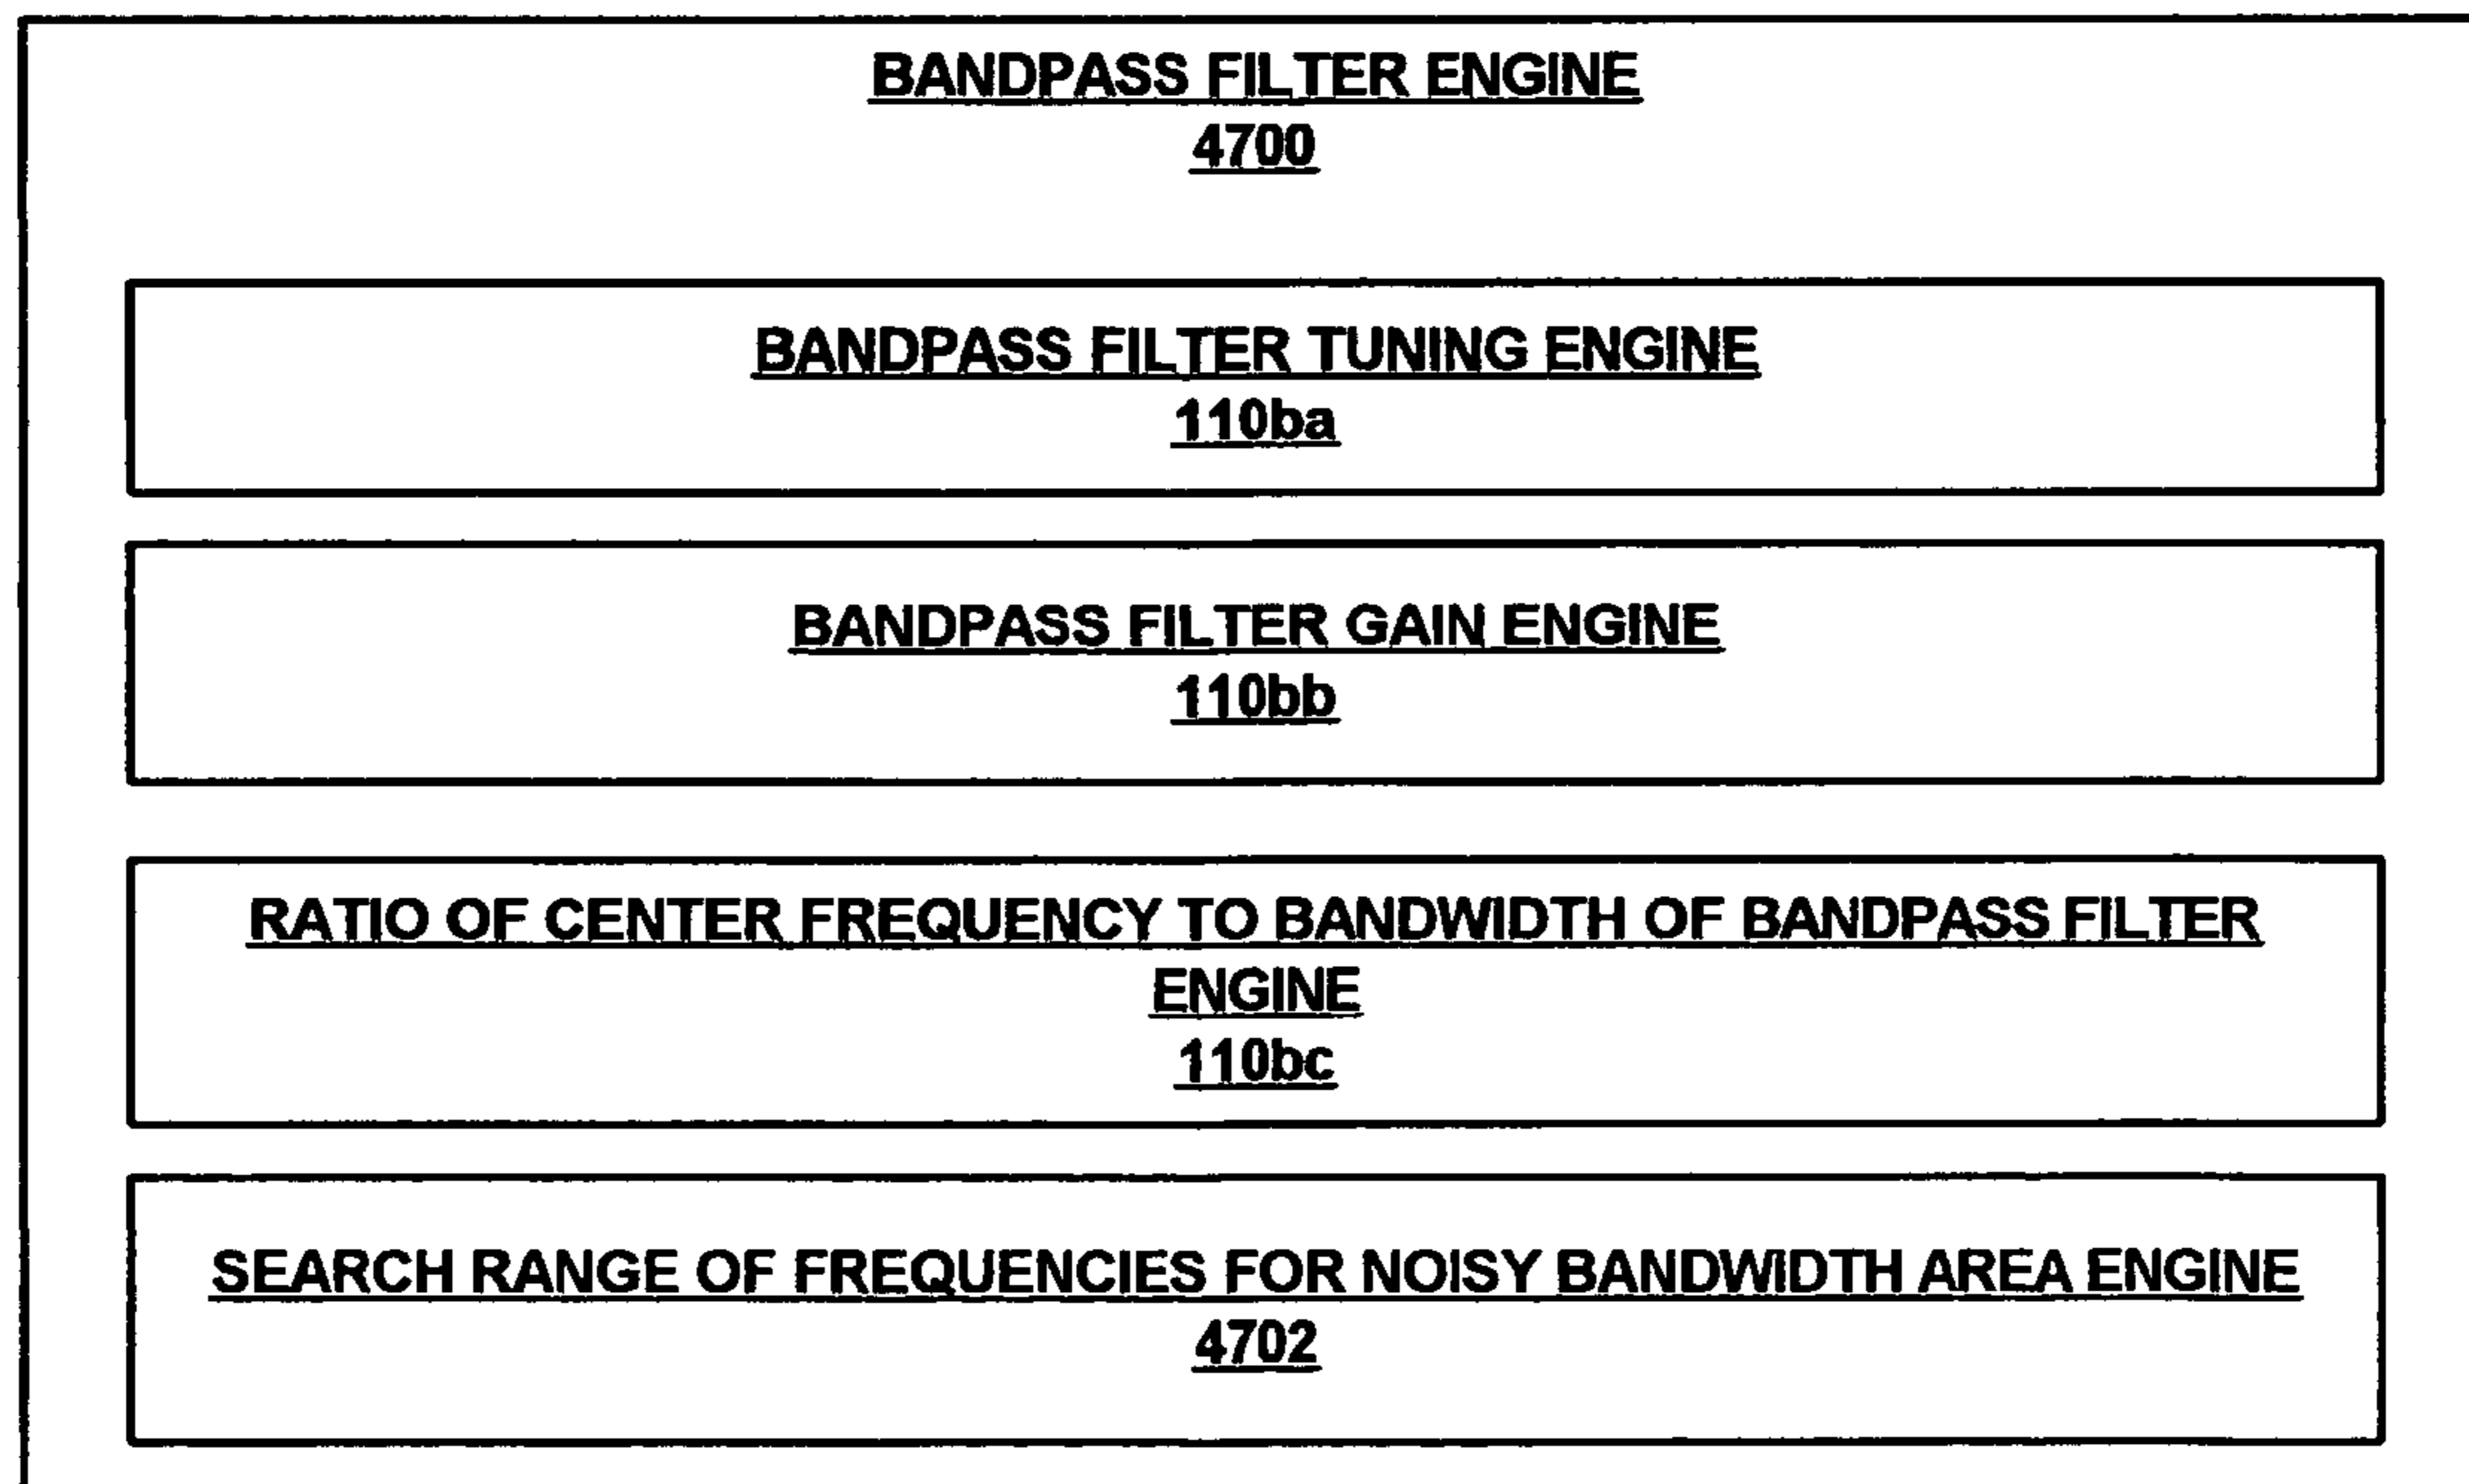 BANDPASS FILTER ENGINE
4700
BANDPASS FILTER TUNING ENGINE
110ba
BANDPASS FILTER GAIN ENGINE
110bb
RATIO OF CENTER FREQUENCY TO BANDWIDTH OF BANDPASS FILTER
ENGINE
110bc
SEARCH RANGE OF FREQUENCIES FOR NOISY BANDWIDTH AREA ENGINE
4702